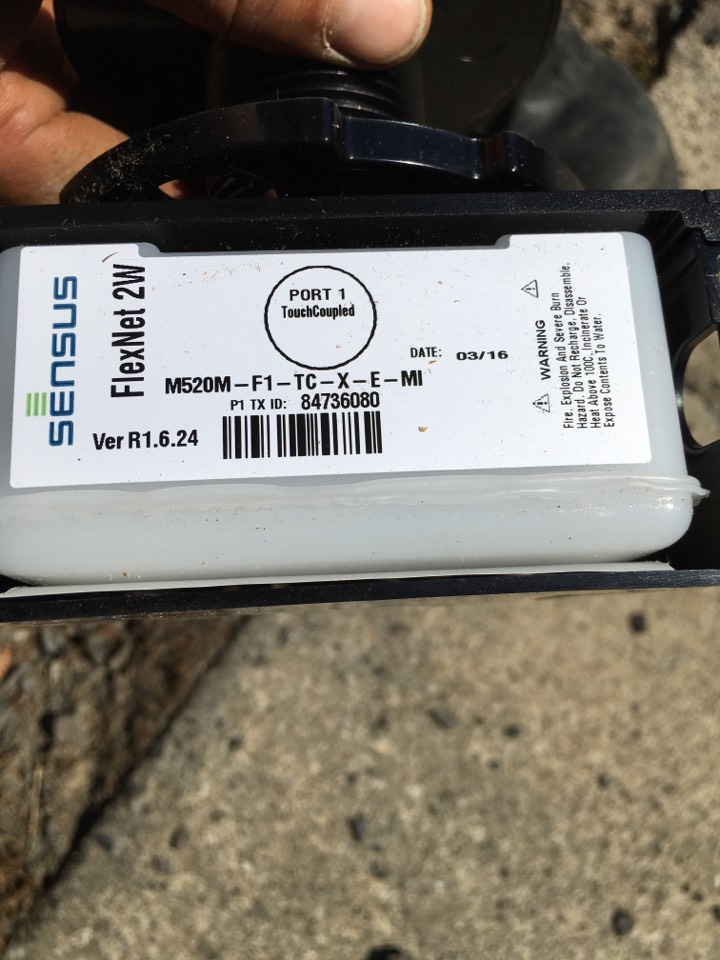 SENSUS
FlexNet 2W
PORT 1
TouchCoupled
DATE: 03/16
M520M-F1-TC-X-E-MI
P1 TX ID: 84736080
Ver R1.6.24
WARNING
Fire, Explosion And Severe Burn
Hazard. Do Not Recharge, Disassemble,
Heat Above 100C, Incinerate Or
Expose Contents To Water.